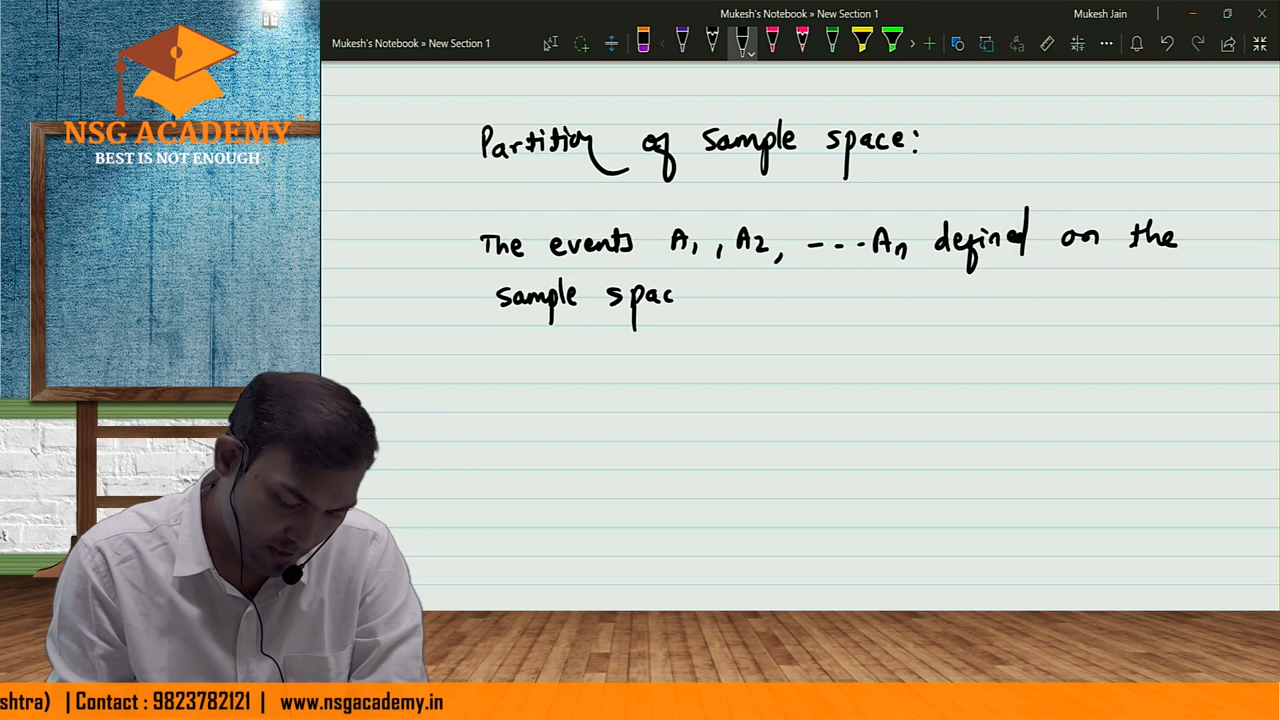 Mukesh's Notebook » New Section 1
Mukesh Jain
Mukesh's Notebook » New Section 1
NSG ACADEMY
BEST IS NOT ENOUGH
Partition of sample space:
The events A1, A2, ---An defined on the
sample spac
shtra) | Contact : 9823782121 | www.nsgacademy.in